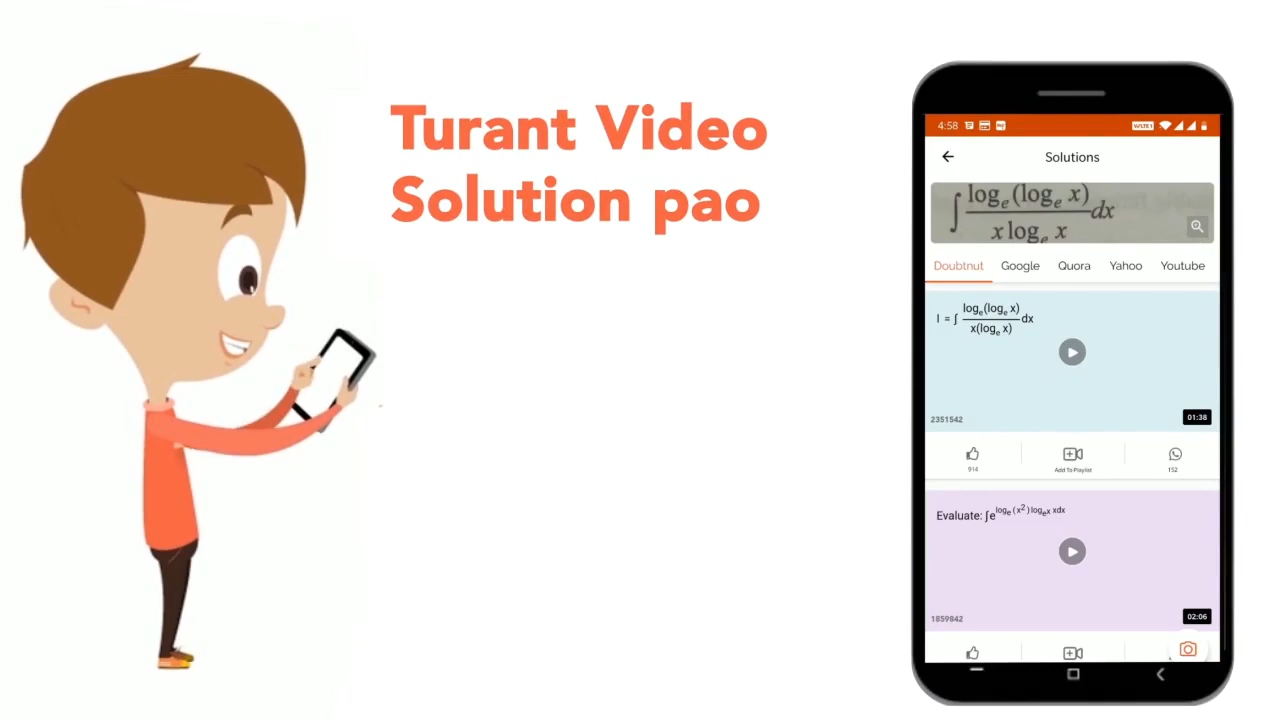 Turant Video
Solution pao
4:58
Solutions
∫ logₑ(logₑ x) / x logₑ x dx
Doubtnut Google Quora Yahoo Youtube
I = ∫ logₑ(logₑ x) / x(logₑ x) dx
2351542 01:38
914 Add To Playlist 152
Evaluate: ∫e^logₑ(x²)logₑx xdx
1859842 02:06